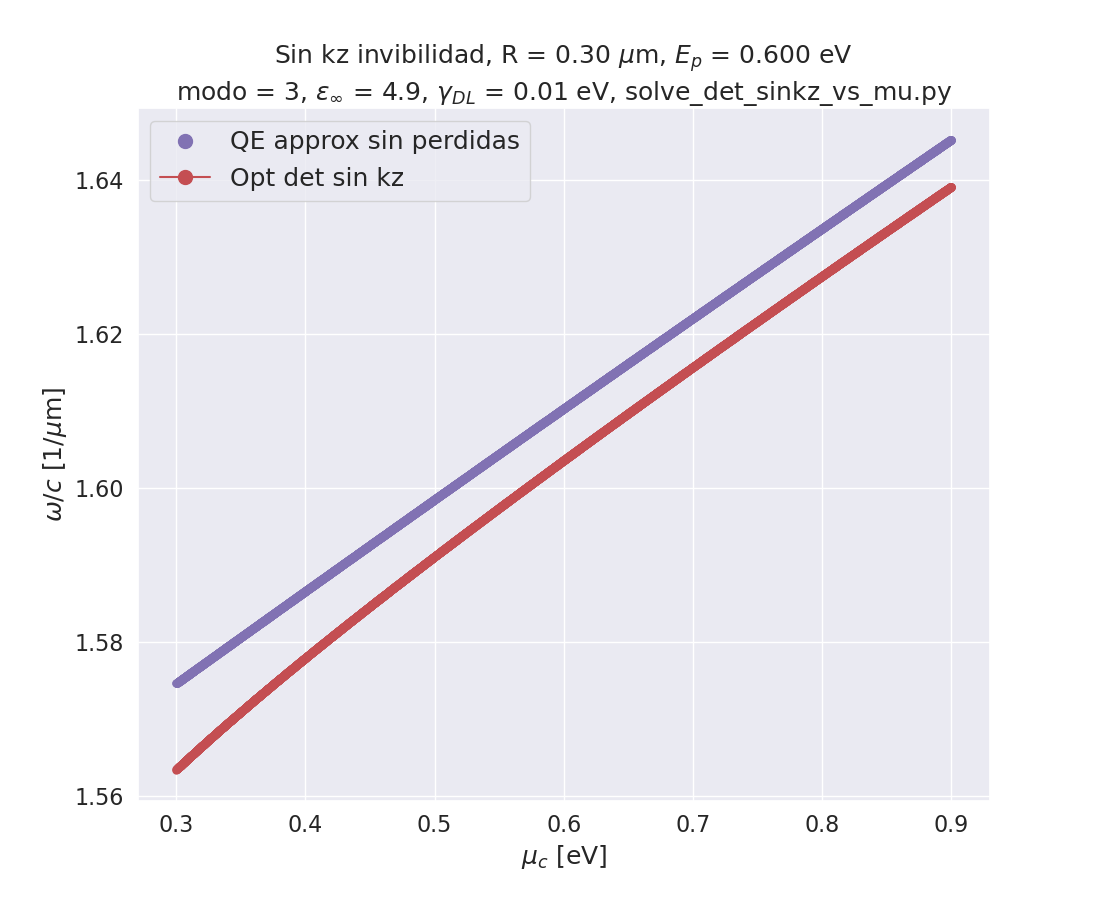 Sin kz invibilidad, R = 0.30 μm, E_p = 0.600 eV
modo = 3, ε_∞ = 4.9, γ_DL = 0.01 eV, solve_det_sinkz_vs_mu.py
QE approx sin perdidas
Opt det sin kz
1.64
1.62
1.60
1.58
1.56
ω/c [1/μm]
0.3 0.4 0.5 0.6 0.7 0.8 0.9
μ_c [eV]